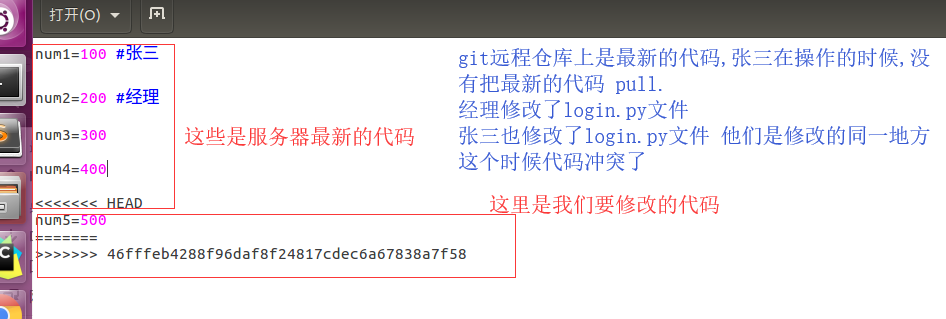 打开(O)
num1=100 #张三
num2=200 #经理
num3=300
num4=400
<<<<<<< HEAD
num5=500
=======
>>>>>>> 46fffeb4288f96daf8f24817cdec6a67838a7f58
这些是服务器最新的代码
git远程仓库上是最新的代码,张三在操作的时候,没
有把最新的代码 pull.
经理修改了login.py文件
张三也修改了login.py文件 他们是修改的同一地方
这个时候代码冲突了
这里是我们要修改的代码